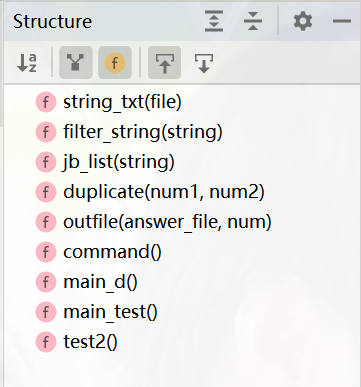 Structure
string_txt(file)
filter_string(string)
jb_list(string)
duplicate(num1, num2)
outfile(answer_file, num)
command()
main_d()
main_test()
test2()